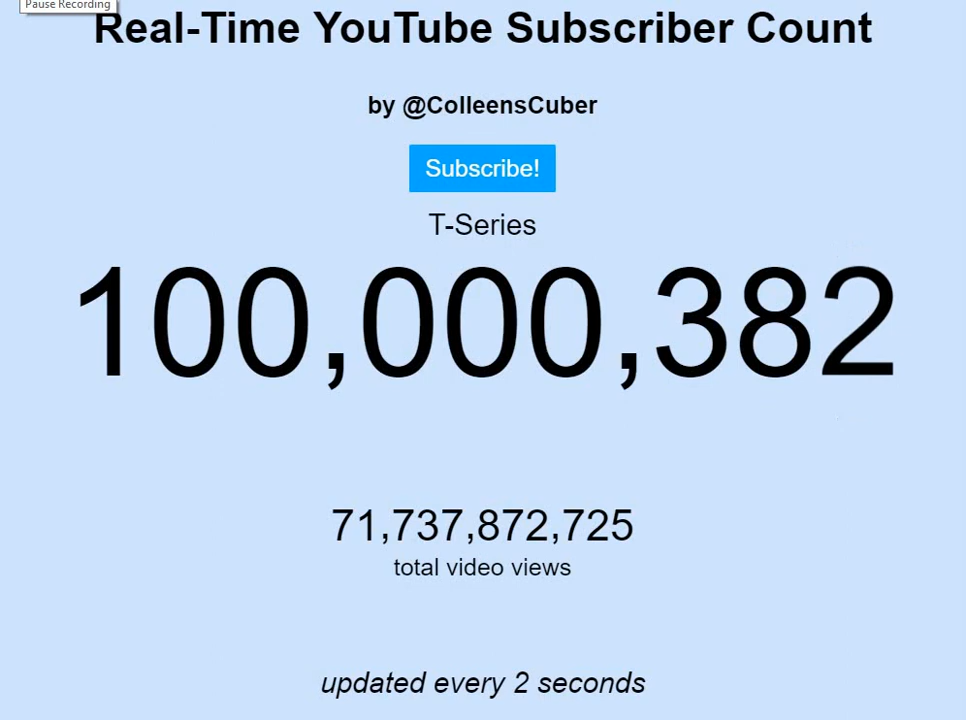 Pause Recording
Real-Time YouTube Subscriber Count
by @ColleensCuber
Subscribe!
T-Series
100,000,382
71,737,872,725
total video views
updated every 2 seconds